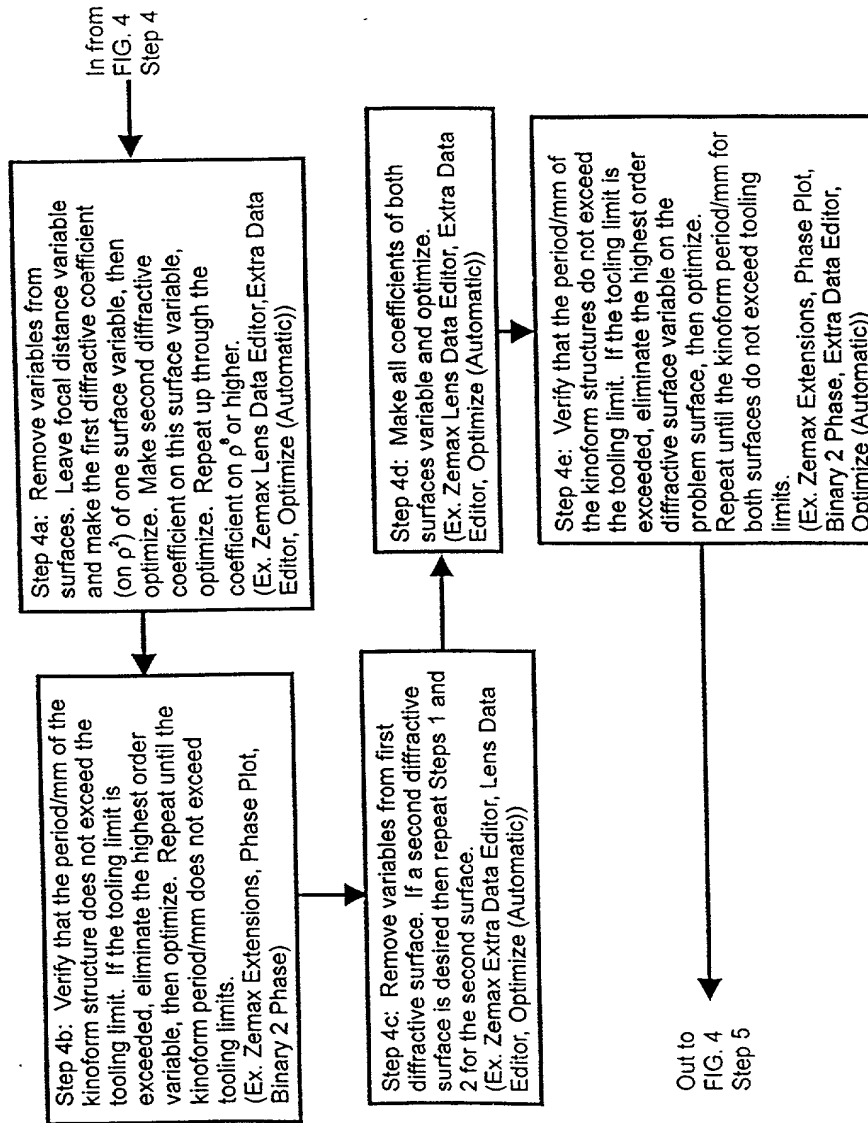 In from
FIG. 4
Step 4
Step 4a:  Remove variables from
surfaces.  Leave focal distance variable
and make the first diffractive coefficient
(on ρ²) of one surface variable, then
optimize.  Make second diffractive
coefficient on this surface variable,
optimize.  Repeat up through the
coefficient on ρ⁸ or higher.
(Ex. Zemax Lens Data Editor,Extra Data
Editor, Optimize (Automatic))
Step 4b:  Verify that the period/mm of the
kinoform structure does not exceed the
tooling limit.  If the tooling limit is
exceeded, eliminate the highest order
variable, then optimize.  Repeat until the
kinoform period/mm does not exceed
tooling limits.
(Ex. Zemax Extensions, Phase Plot,
Binary 2 Phase)
Step 4c:  Remove variables from first
diffractive surface.  If a second diffractive
surface is desired then repeat Steps 1 and
2 for the second surface.
(Ex. Zemax Extra Data Editor, Lens Data
Editor, Optimize (Automatic))
Step 4d:  Make all coefficients of both
surfaces variable and optimize.
(Ex. Zemax Lens Data Editor, Extra Data
Editor, Optimize (Automatic))
Step 4e:  Verify that the period/mm of
the kinoform structures do not exceed
the tooling limit.  If the tooling limit is
exceeded, eliminate the highest order
diffractive surface variable on the
problem surface, then optimize.
Repeat until the kinoform period/mm for
both surfaces do not exceed tooling
limits.
(Ex. Zemax Extensions, Phase Plot,
Binary 2 Phase, Extra Data Editor,
Optimize (Automatic))
Out to
FIG. 4
Step 5